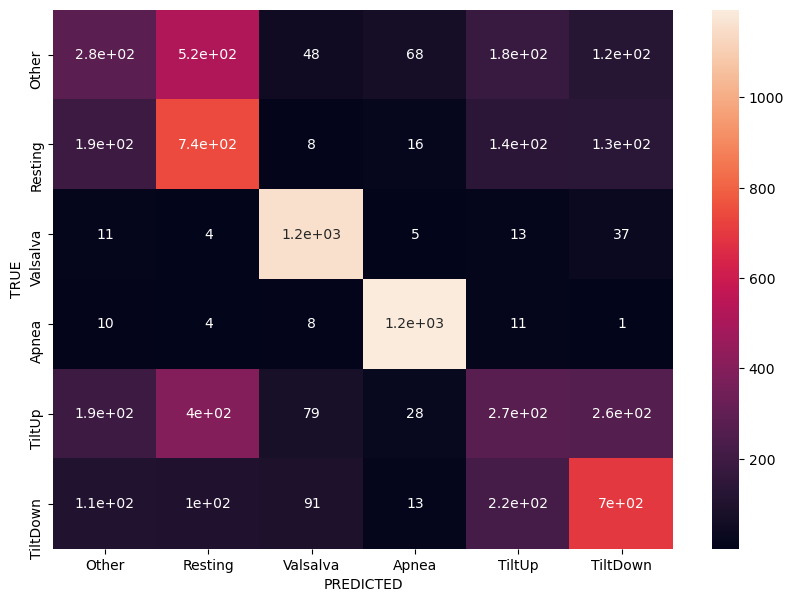 Other 2.8e+02 5.2e+02 48 68 1.8e+02 1.2e+02
Resting 1.9e+02 7.4e+02 8 16 1.4e+02 1.3e+02
Valsalva 11 4 1.2e+03 5 13 37
Apnea 10 4 8 1.2e+03 11 1
TiltUp 1.9e+02 4e+02 79 28 2.7e+02 2.6e+02
TiltDown 1.1e+02 1e+02 91 13 2.2e+02 7e+02
Other Resting Valsalva Apnea TiltUp TiltDown
PREDICTED
TRUE
1000
800
600
400
200